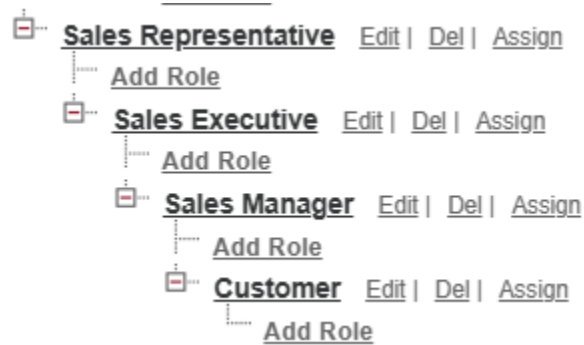 Sales Representative Edit | Del | Assign
Add Role
Sales Executive Edit | Del | Assign
Add Role
Sales Manager Edit | Del | Assign
Add Role
Customer Edit | Del | Assign
Add Role